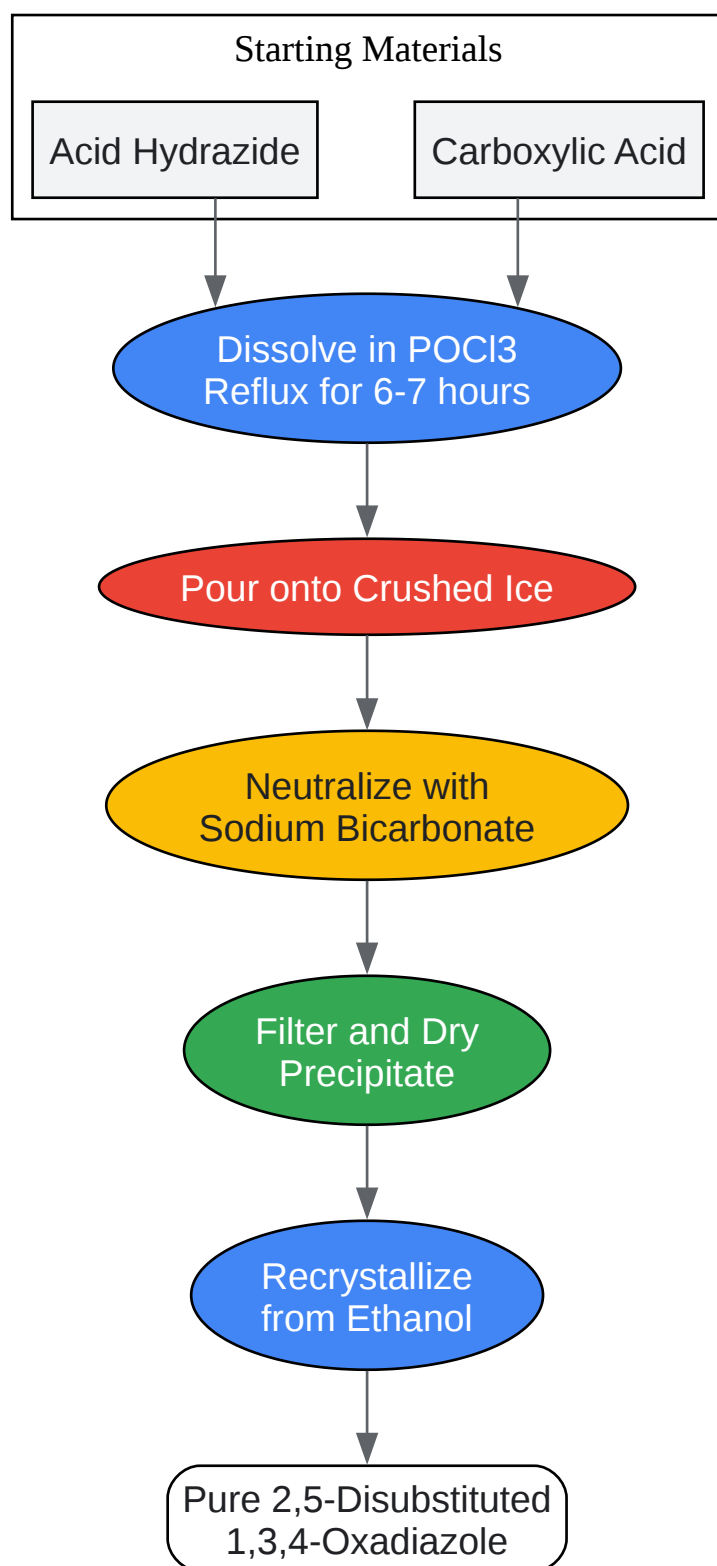 Starting Materials
Acid Hydrazide
Carboxylic Acid
Dissolve in POCl3
Reflux for 6-7 hours
Pour onto Crushed Ice
Neutralize with
Sodium Bicarbonate
Filter and Dry
Precipitate
Recrystallize
from Ethanol
Pure 2,5-Disubstituted
1,3,4-Oxadiazole